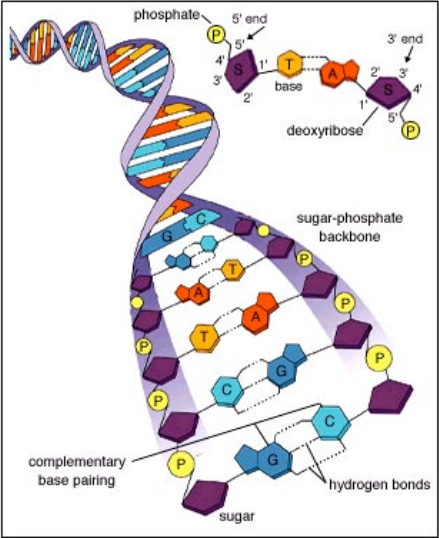 phosphate
5' end
P
5'
4'
S
3'
2'
1'
T
base
A
3' end
2'
3'
S
4'
1'
5'
deoxyribose
P
G
C
sugar-phosphate
backbone
A
T
P
T
A
P
P
C
G
P
P
C
P
G
complementary
base pairing
hydrogen bonds
sugar